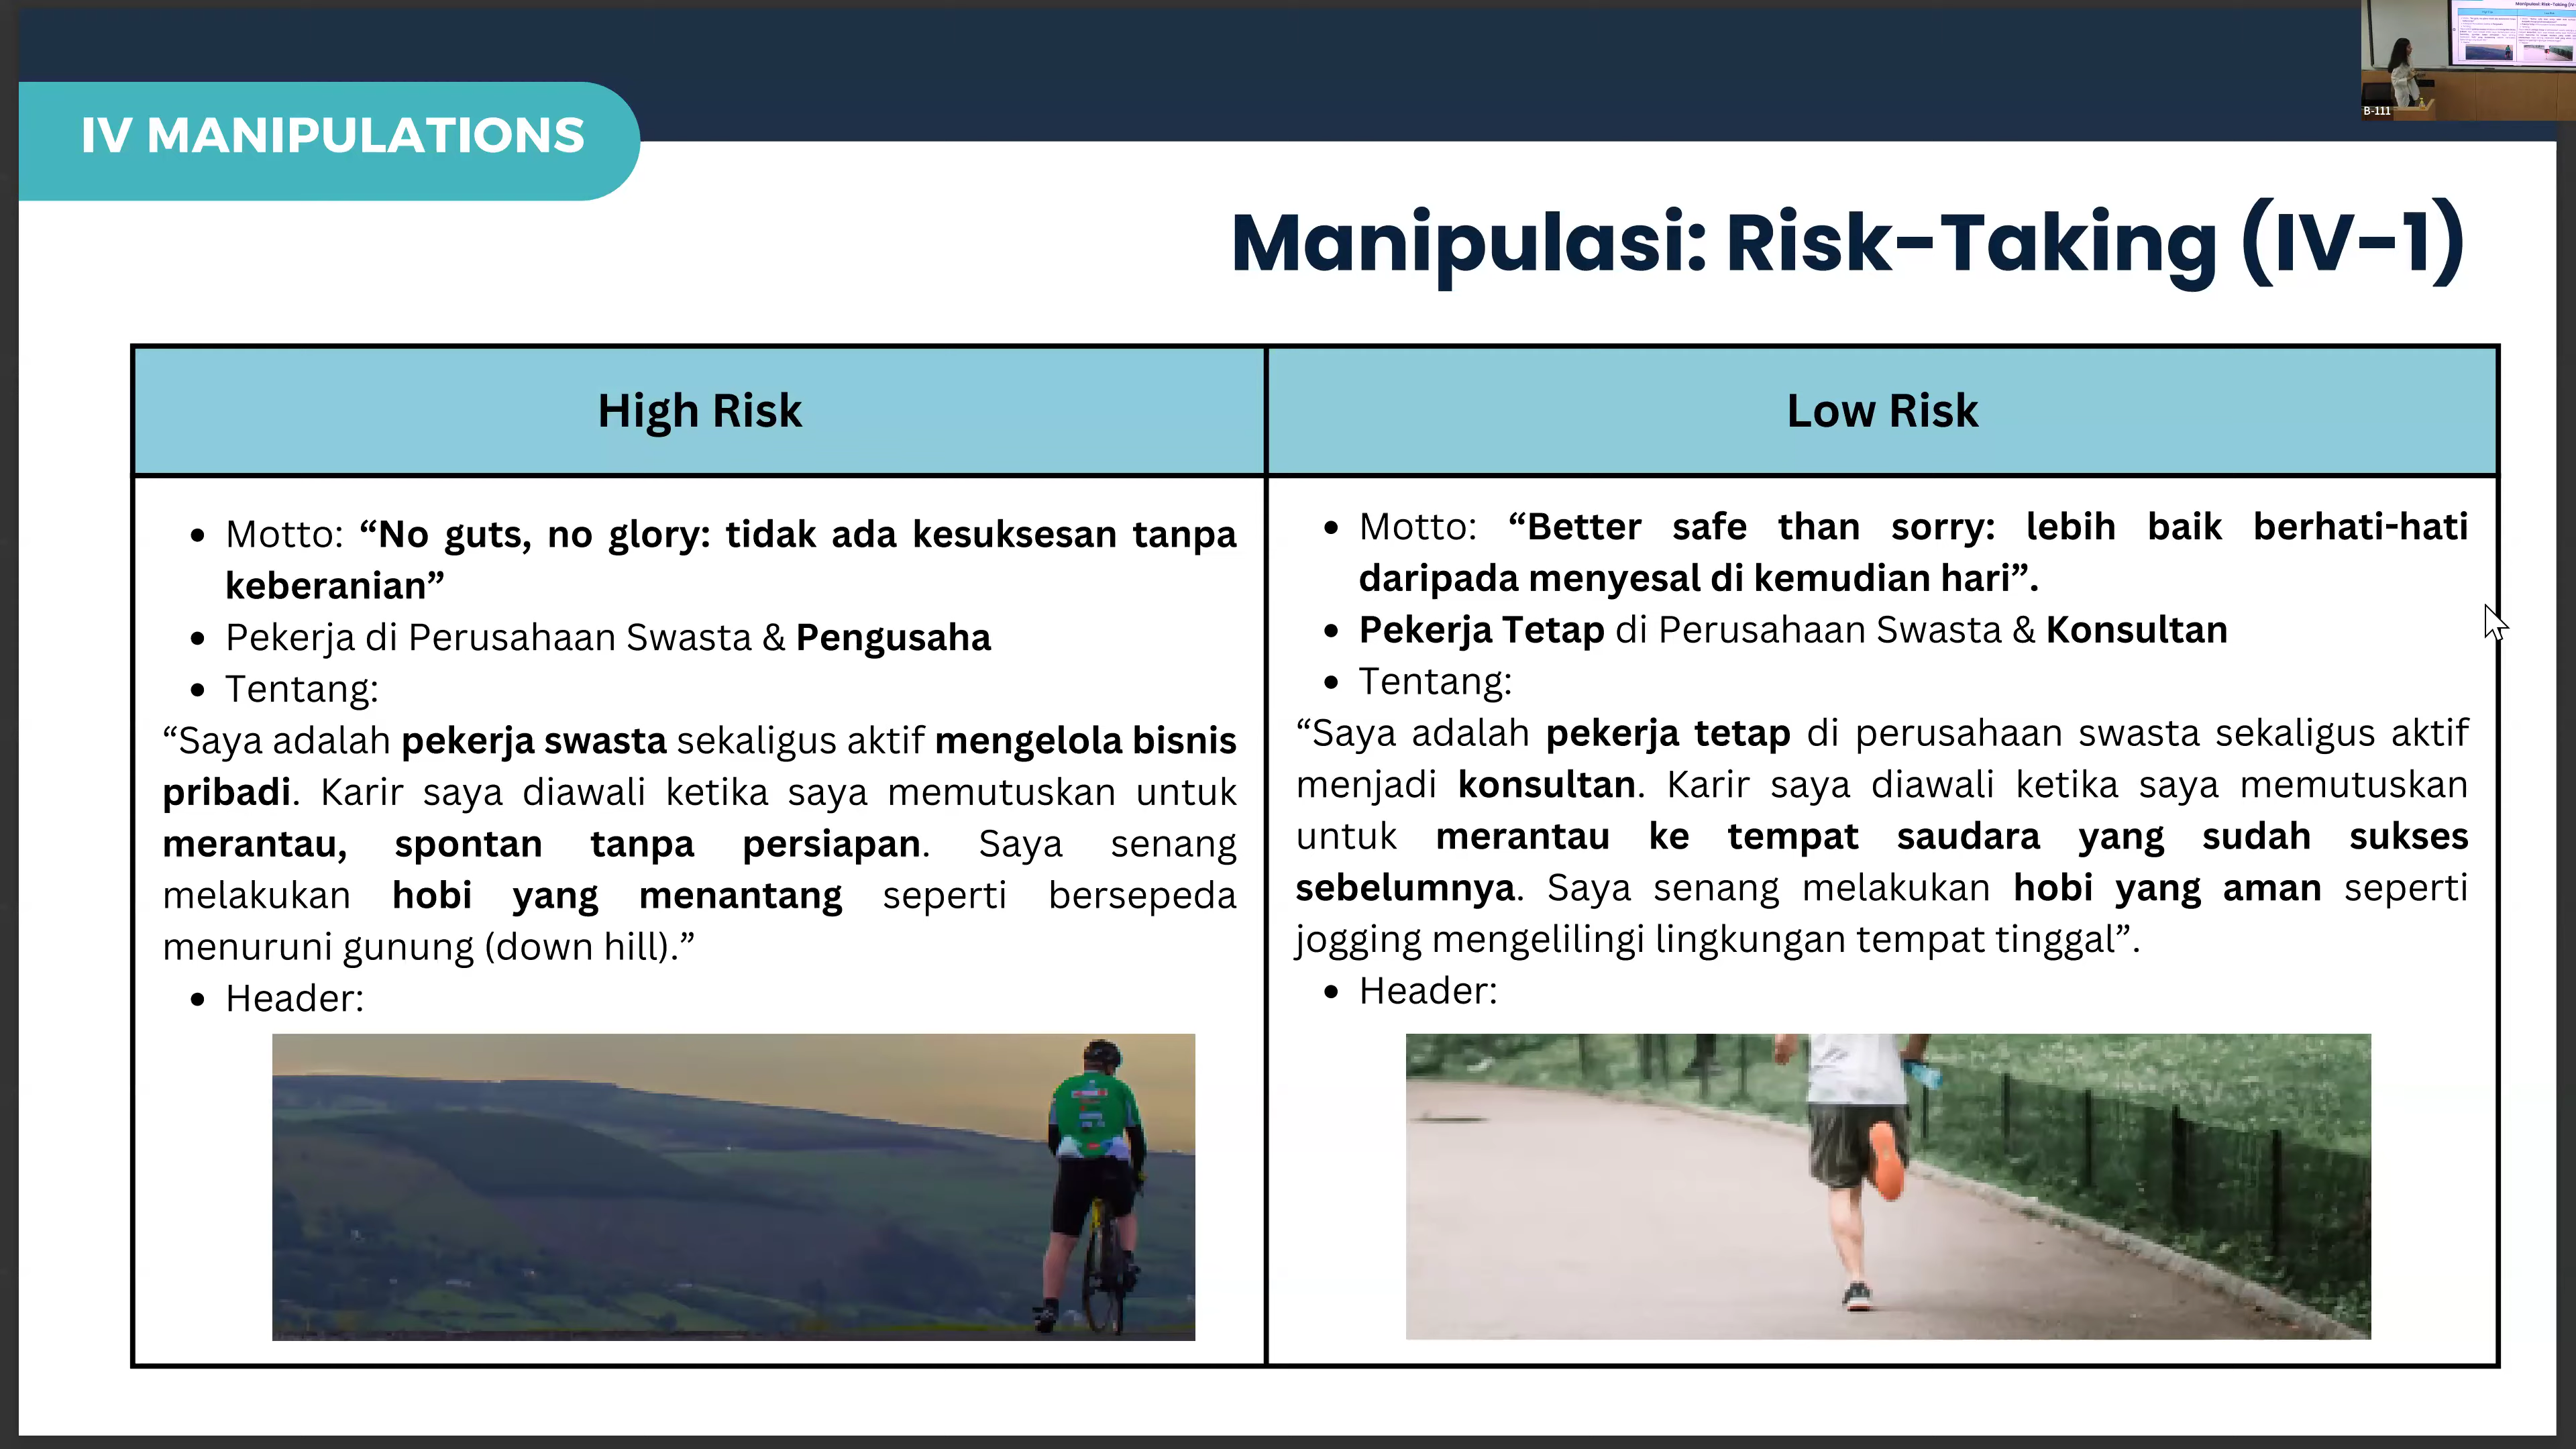 IV MANIPULATIONS
Manipulasi: Risk-Taking (IV-1)
B-111
High Risk
Motto: “No guts, no glory: tidak ada kesuksesan tanpa
keberanian”
Pekerja di Perusahaan Swasta & Pengusaha
Tentang:
“Saya adalah pekerja swasta sekaligus aktif mengelola bisnis
pribadi. Karir saya diawali ketika saya memutuskan untuk
merantau, spontan tanpa persiapan. Saya senang
melakukan hobi yang menantang seperti bersepeda
menuruni gunung (down hill).”
Header:
Low Risk
Motto: “Better safe than sorry: lebih baik berhati-hati
daripada menyesal di kemudian hari”.
Pekerja Tetap di Perusahaan Swasta & Konsultan
Tentang:
“Saya adalah pekerja tetap di perusahaan swasta sekaligus aktif
menjadi konsultan. Karir saya diawali ketika saya memutuskan
untuk merantau ke tempat saudara yang sudah sukses
sebelumnya. Saya senang melakukan hobi yang aman seperti
jogging mengelilingi lingkungan tempat tinggal”.
Header: